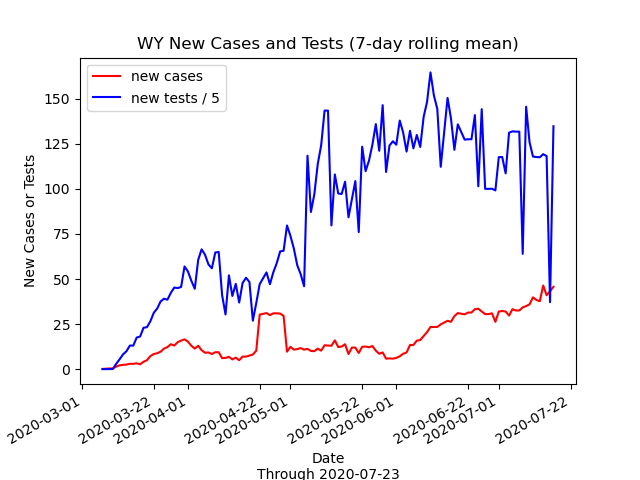 WY New Cases and Tests (7-day rolling mean)
new cases
new tests / 5
New Cases or Tests
150
125
100
75
50
25
0
2020-03-01
2020-03-22
2020-04-01
2020-04-22
2020-05-01
2020-05-22
2020-06-01
2020-06-22
2020-07-01
2020-07-22
Date
Through 2020-07-23